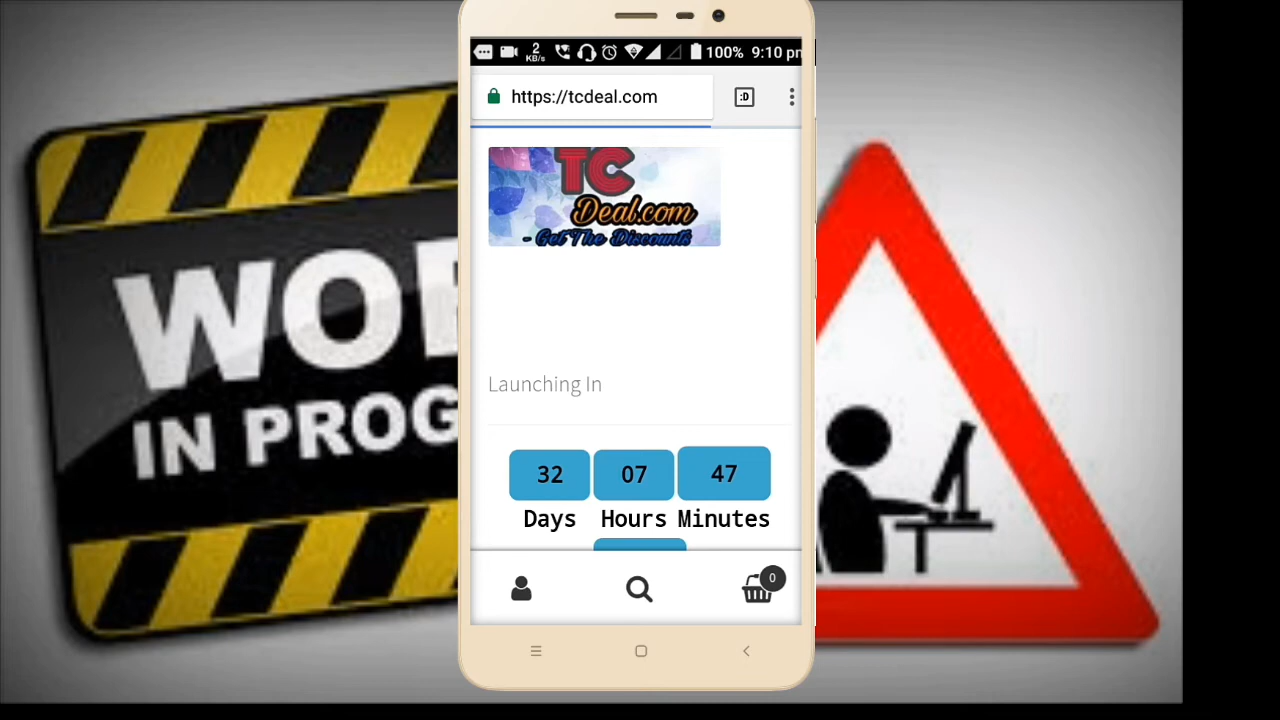 2
KB/s
100% 9:10 pm
https://tcdeal.com
:D
TC
Deal.com
- Get The Discounts
Launching In
32 07 47
Days Hours Minutes
0
WOR
IN PROG